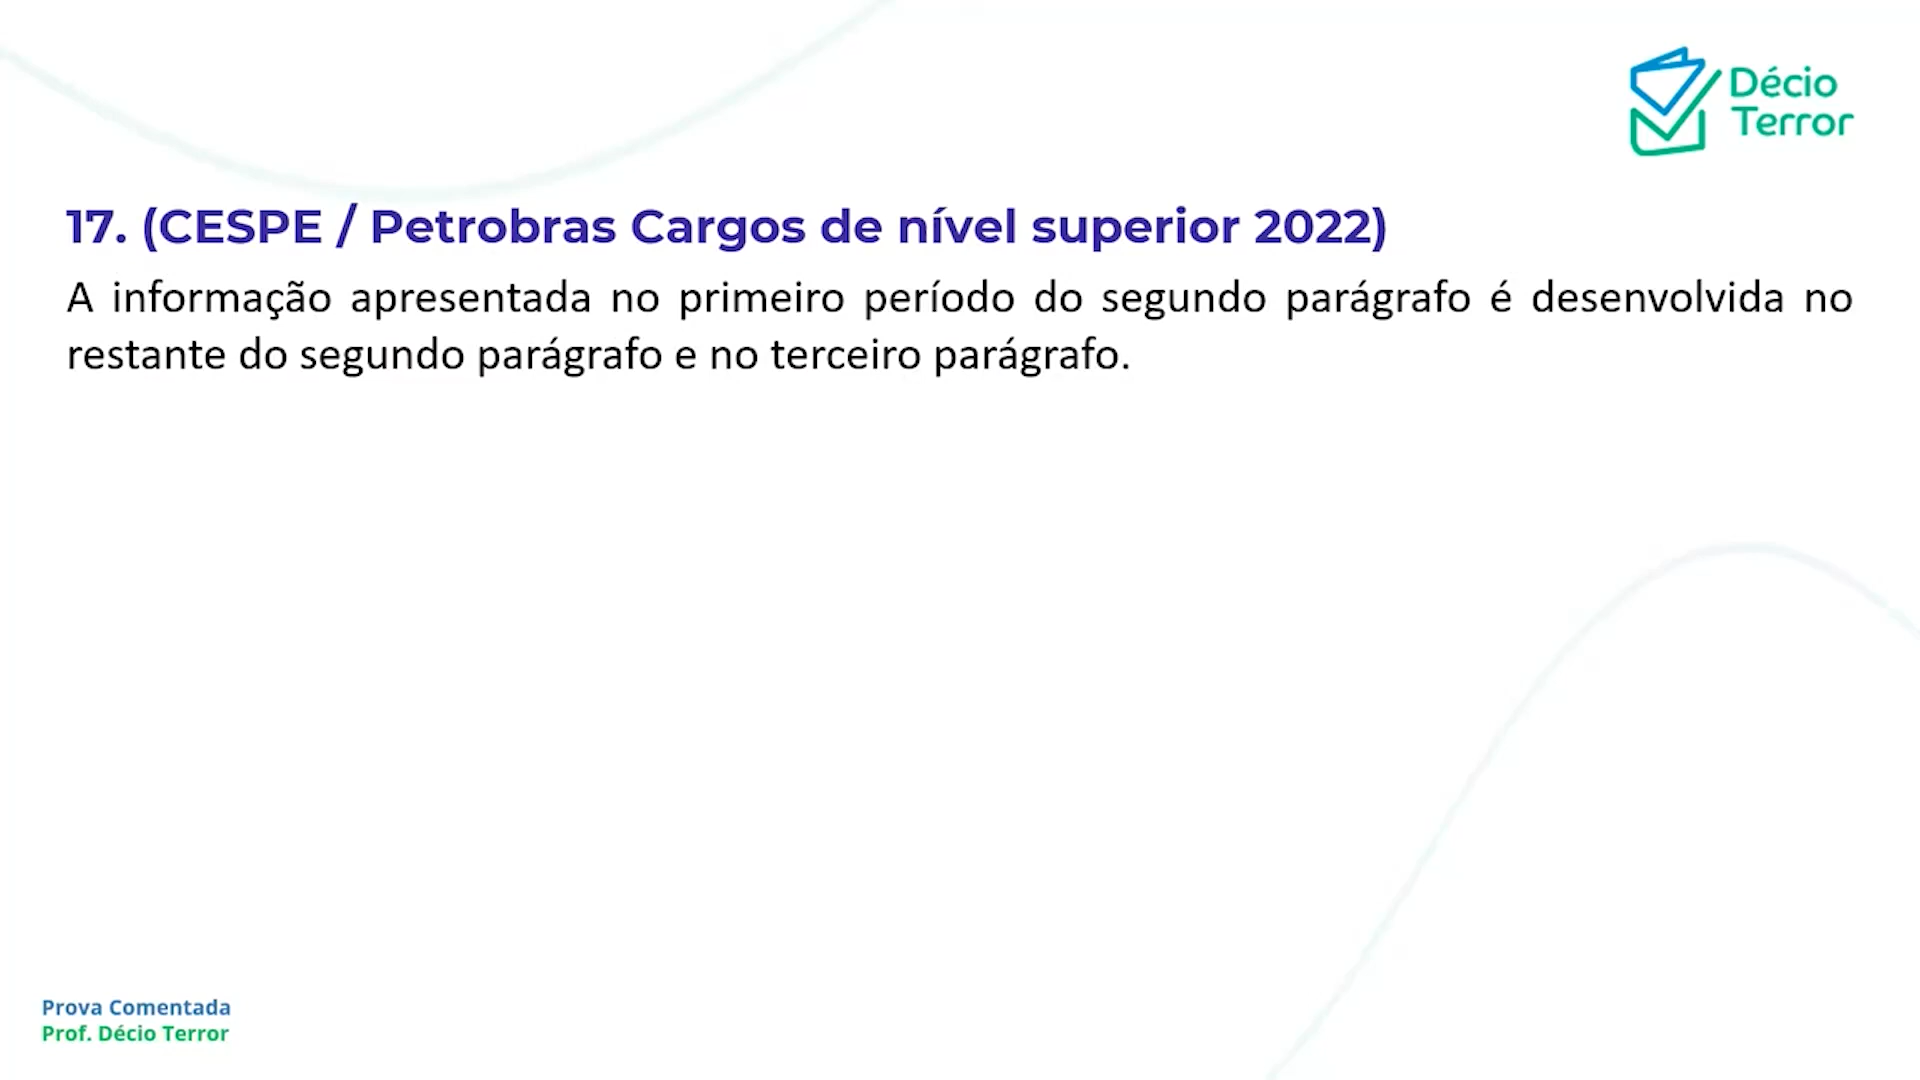 Décio
Terror
17. (CESPE / Petrobras Cargos de nível superior 2022)
A informação apresentada no primeiro período do segundo parágrafo é desenvolvida no
restante do segundo parágrafo e no terceiro parágrafo.
Prova Comentada
Prof. Décio Terror